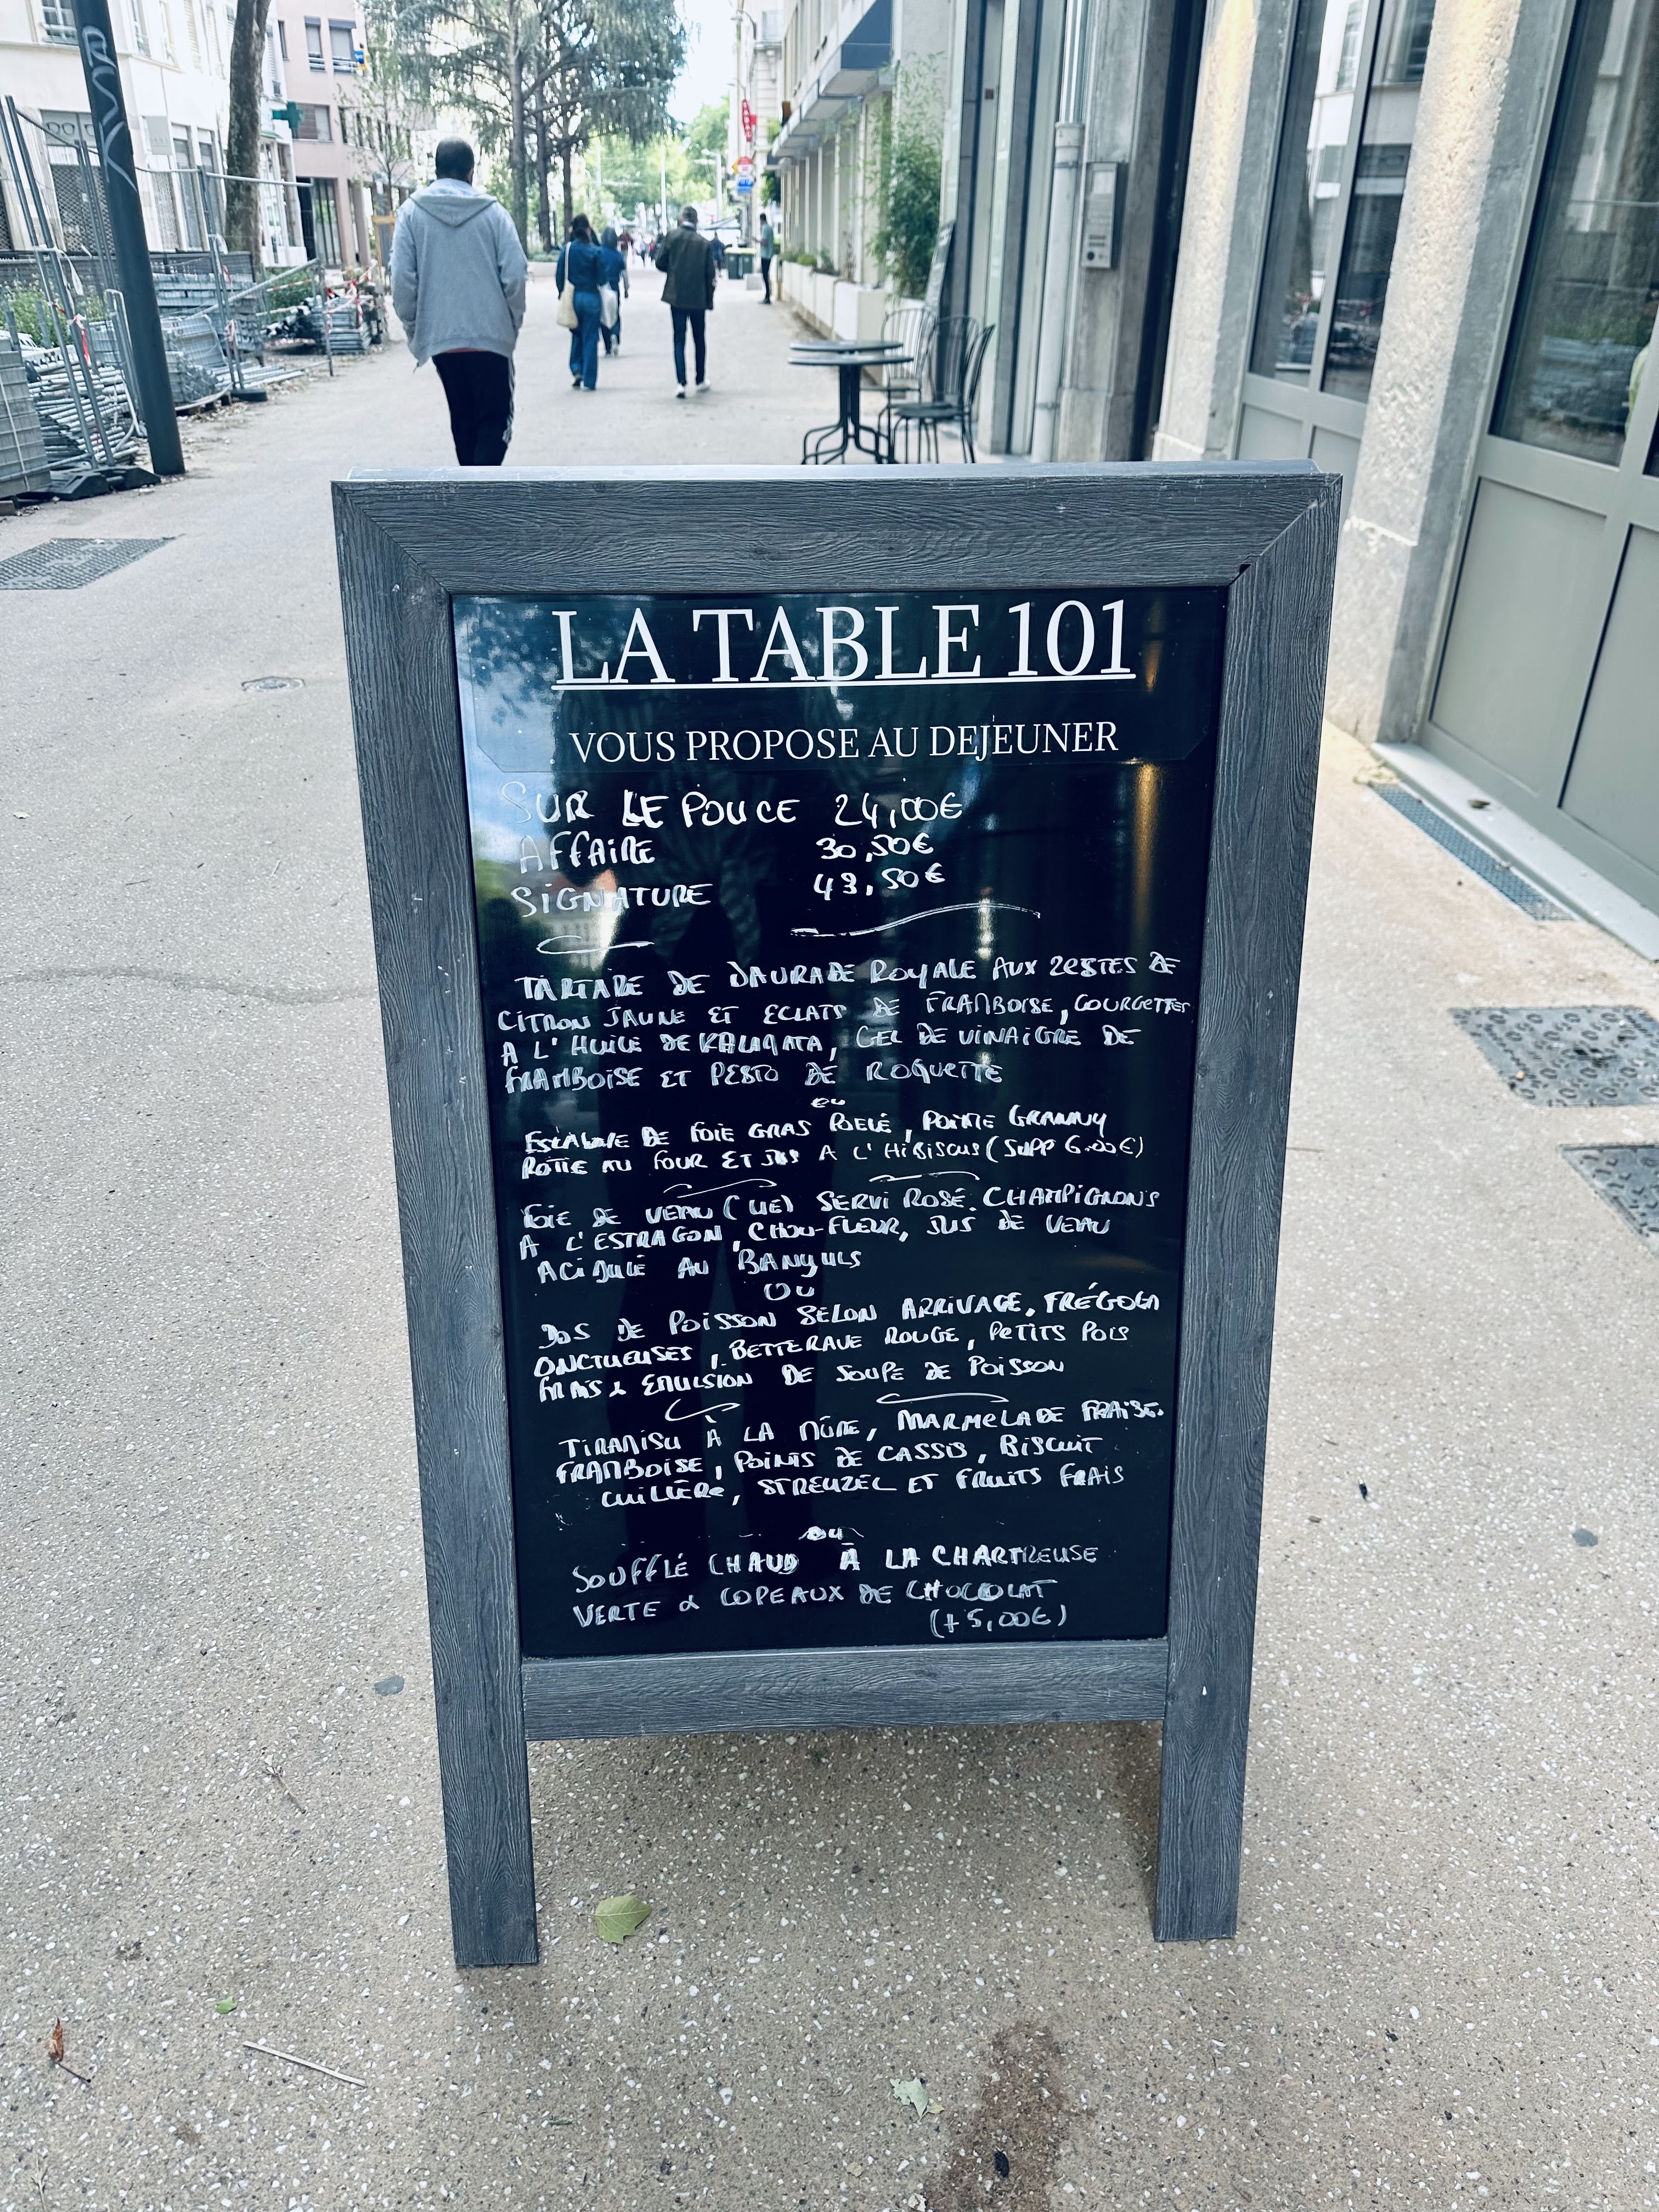 LA TABLE 101
VOUS PROPOSE AU DEJEUNER
SUR LE POUCE 24,00€
AFFAIRE 30,50€
SIGNATURE 43,50€
TARTARE DE DAURADE ROYALE AUX ZESTES DE
CITRON JAUNE ET ECLATS DE FRAMBOISE, COURGETTES
A L'HUILE DE KALAMATA, GEL DE VINAIGRE DE
FRAMBOISE ET PESTO DE ROQUETTE
OU
ESCALOPE DE FOIE GRAS POELÉ, POMME GRANNY
ROTIE AU FOUR ET JUS A L'HIBISCUS (SUPP 6.00€)
FOIE DE VEAU (UE) SERVI ROSÉ. CHAMPIGNONS
A L'ESTRAGON, CHOU-FLEUR, JUS DE VEAU
ACIDULÉ AU BANYULS
OU
DOS DE POISSON SELON ARRIVAGE, FRÉGOLA
ONCTUEUSES, BETTERAVE ROUGE, PETITS POIS
FRAIS & EMULSION DE SOUPE DE POISSON
TIRAMISU À LA MÛRE, MARMELADE FRAISE.
FRAMBOISE, POINTS DE CASSIS, BISCUIT
CUILLÈRE, STREUZEL ET FRUITS FRAIS
OU
SOUFFLÉ CHAUD À LA CHARTREUSE
VERTE & COPEAUX DE CHOCOLAT
(+5,00€)